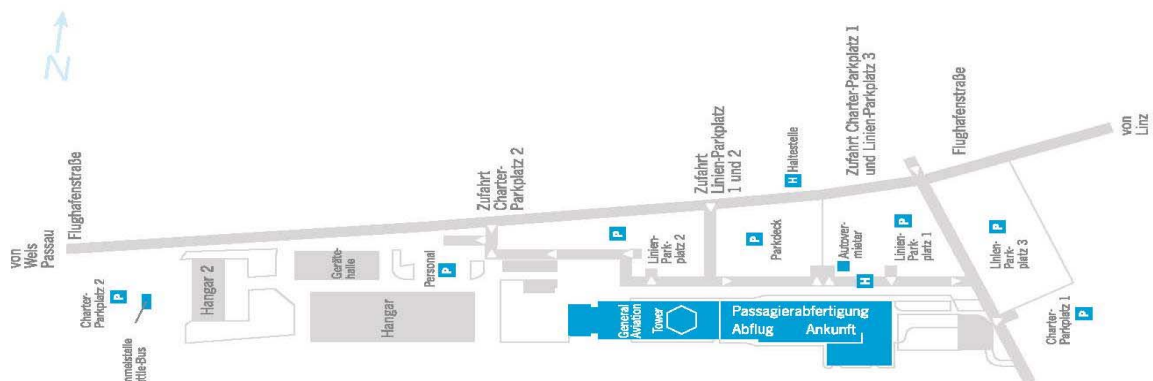 N
von
Wels
Passau
Flughafenstraße
Charter-
Parkplatz 2
P
Hangar 2
Geräte-
halle
Hangar
Personal
P
Zufahrt
Charter-
Parkplatz 2
P
Linien-
Park-
platz 2
General
Aviation
Tower
Zufahrt
Linien-Parkplatz
1 und 2
P
Parkdeck
H
Haltestelle
Passagierabfertigung
Abflug
Ankunft
Autover-
mieter
H
Zufahrt Charter-Parkplatz 1
und Linien-Parkplatz 3
P
Linien-
Park-
platz 1
Flughafenstraße
P
Linien-
Park-
platz 3
Charter-
Parkplatz 1
P
von
Linz